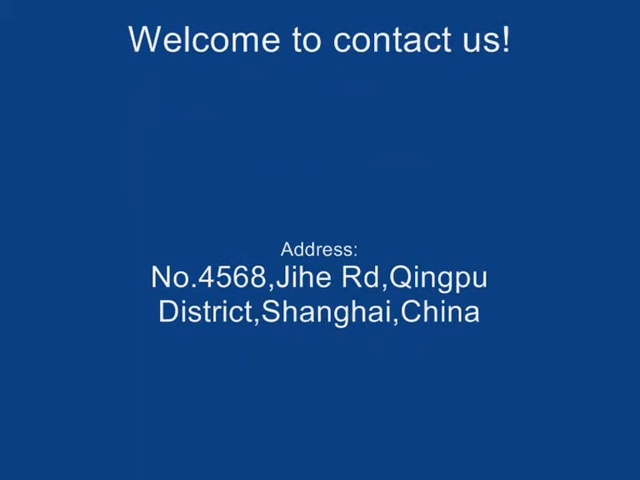 Welcome to contact us!
Address:
No.4568,Jihe Rd,Qingpu
District,Shanghai,China